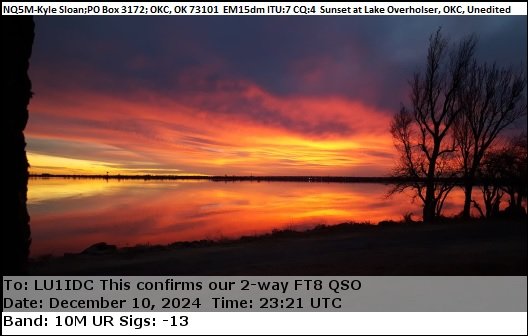 NQ5M-Kyle Sloan;PO Box 3172; OKC, OK 73101 EM15dm ITU:7 CQ:4 Sunset at Lake Overholser, OKC, Unedited
To: LU1IDC This confirms our 2-way FT8 QSO
Date: December 10, 2024 Time: 23:21 UTC
Band: 10M UR Sigs: -13